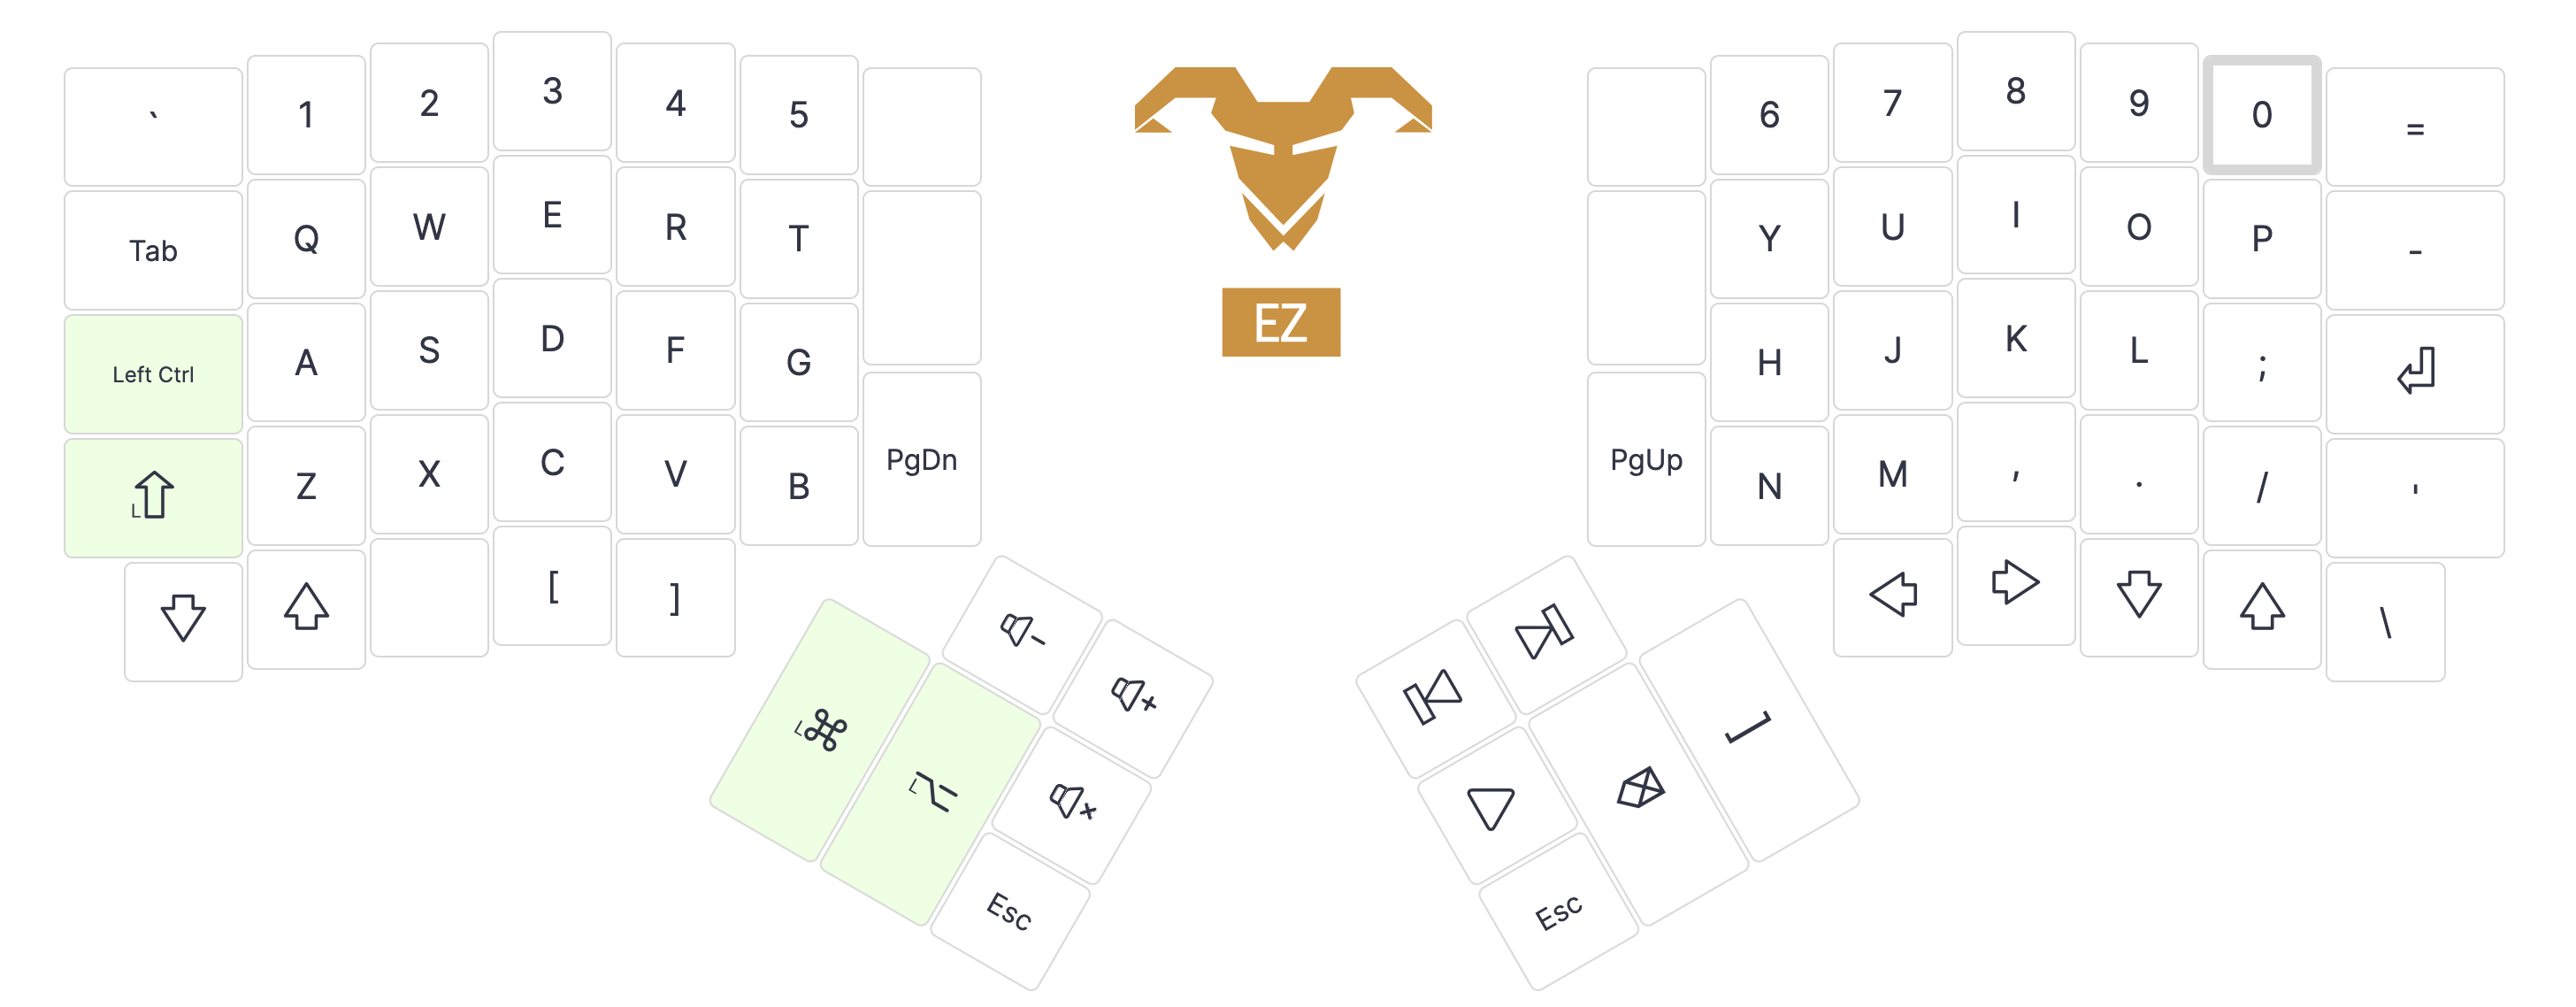 ` 1 2 3 4 5
6 7 8 9 0 =
Tab Q W E R T
Y U I O P -
Left Ctrl A S D F G
H J K L ;
L Z X C V B PgDn
PgUp N M , . / '
[ ]
\
L
L
Esc
Esc
EZ